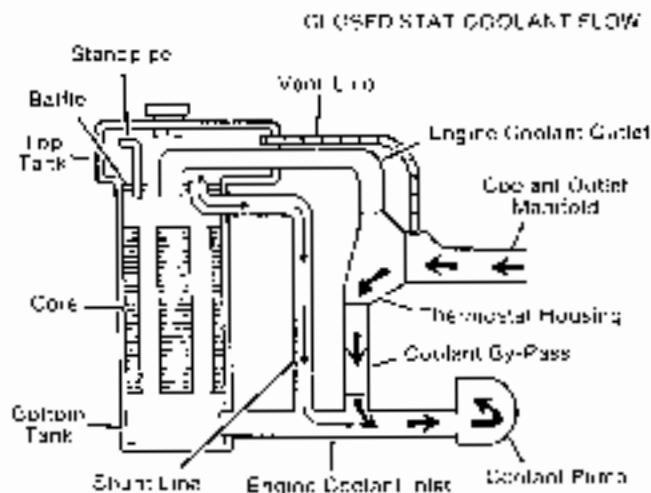 CLOSED STAT COOLANT FLOW
Standpipe
Baffle
Vent Line
Engine Coolant Outlet
Top
Tank
Coolant Outlet
Manifold
Core
Thermostat Housing
Coolant By-Pass
Bottom
Tank
Shunt Line
Engine Coolant Inlet
Coolant Pump